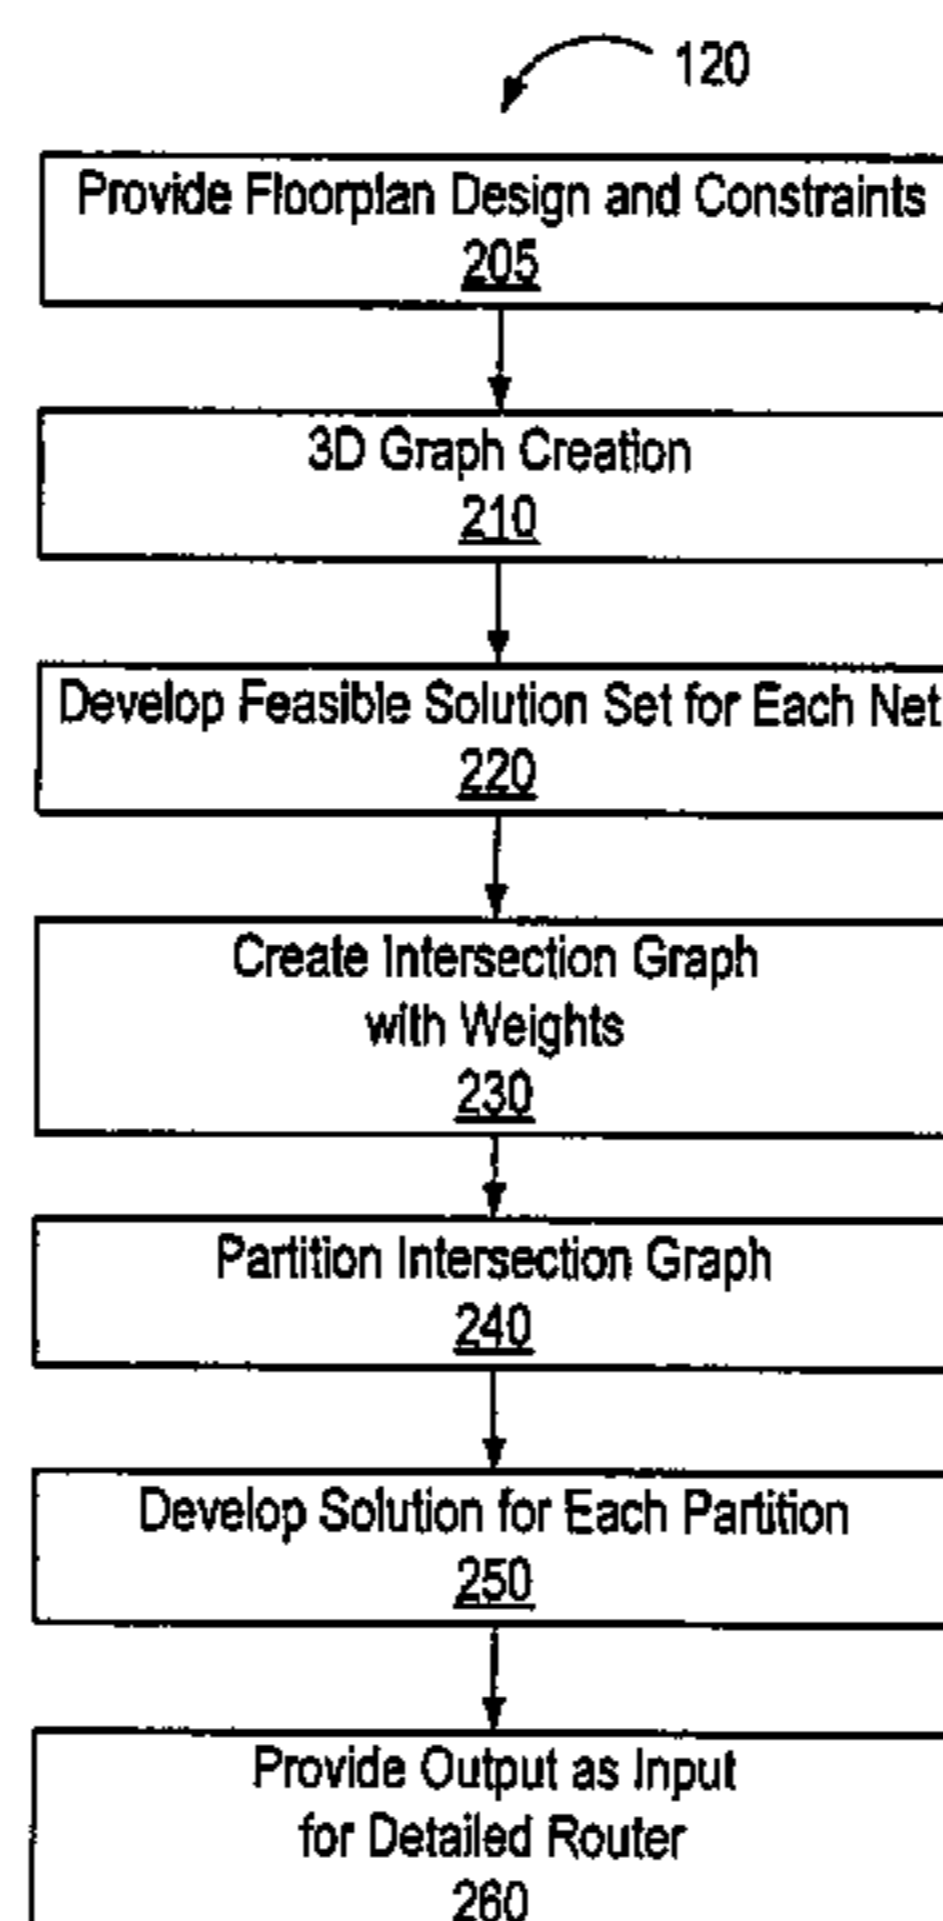 120
Provide Floorplan Design and Constraints
205
3D Graph Creation
210
Develop Feasible Solution Set for Each Net
220
Create Intersection Graph
with Weights
230
Partition Intersection Graph
240
Develop Solution for Each Partition
250
Provide Output as Input
for Detailed Router
260